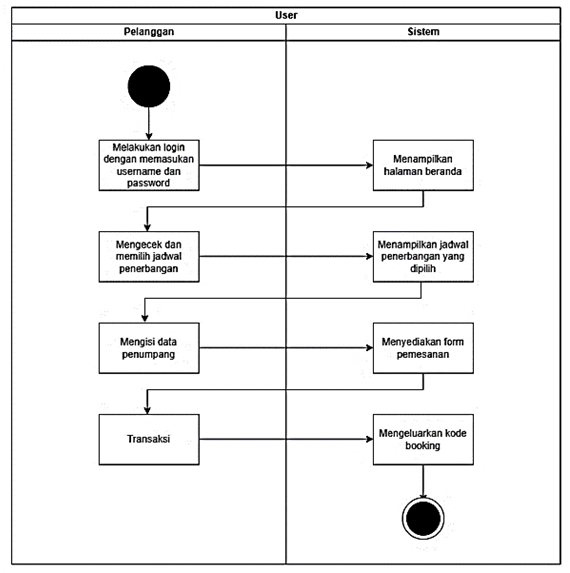 User
Pelanggan
Sistem
Melakukan login
dengan memasukan
username dan
password
Menampilkan
halaman beranda
Mengecek dan
memilih jadwal
penerbangan
Menampilkan jadwal
penerbangan yang
dipilih
Mengisi data
penumpang
Menyediakan form
pemesanan
Transaksi
Mengeluarkan kode
booking